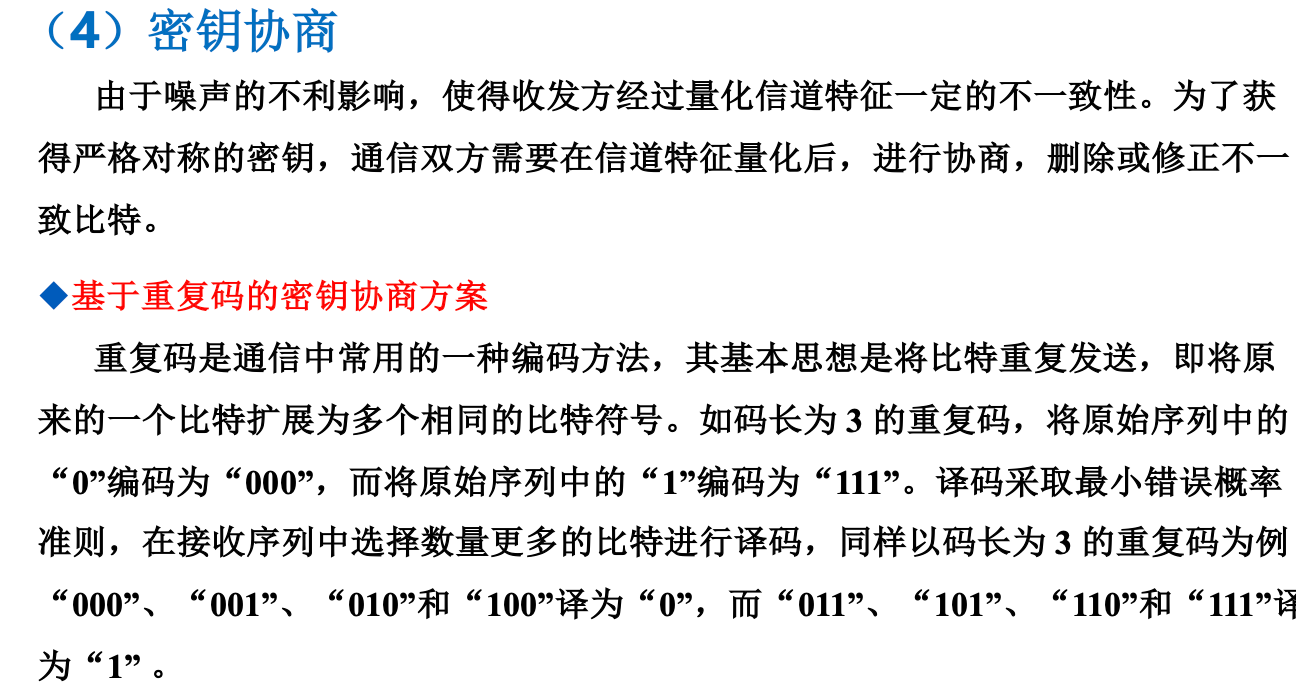 （4）密钥协商
由于噪声的不利影响，使得收发方经过量化信道特征一定的不一致性。为了获
得严格对称的密钥，通信双方需要在信道特征量化后，进行协商，删除或修正不一
致比特。
◆基于重复码的密钥协商方案
重复码是通信中常用的一种编码方法，其基本思想是将比特重复发送，即将原
来的一个比特扩展为多个相同的比特符号。如码长为 3 的重复码，将原始序列中的
“0”编码为“000”，而将原始序列中的“1”编码为“111”。译码采取最小错误概率
准则，在接收序列中选择数量更多的比特进行译码，同样以码长为 3 的重复码为例
“000”、“001”、“010”和“100”译为“0”，而“011”、“101”、“110”和“111”译
为“1” 。